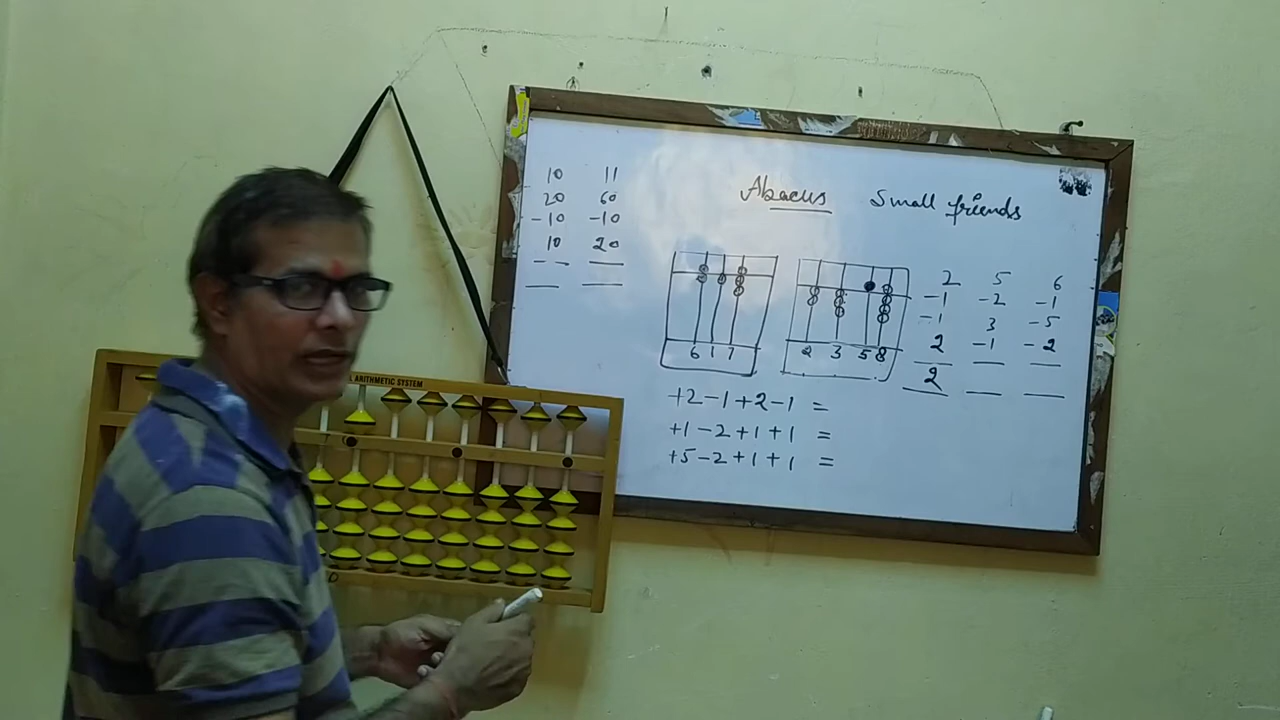 Abacus Small friends
10 11
20 60
-10 -10
10 20
6 1 7
2 3 5 8
2 5 6
-1 -2 -1
-1 3 -5
2 -1 -2
2
+2-1+2-1 =
+1-2+1+1 =
+5-2+1+1 =
ARITHMETIC SYSTEM